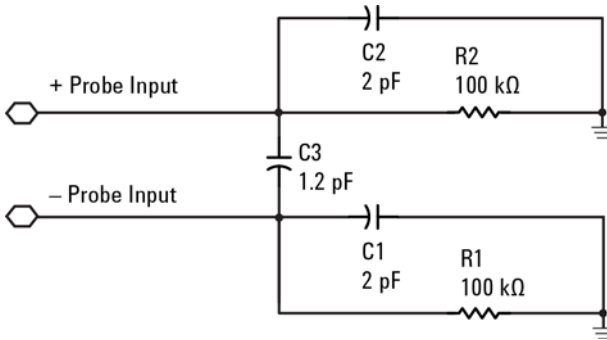 C2
2 pF
R2
100 kΩ
+ Probe Input
C3
1.2 pF
– Probe Input
C1
2 pF
R1
100 kΩ